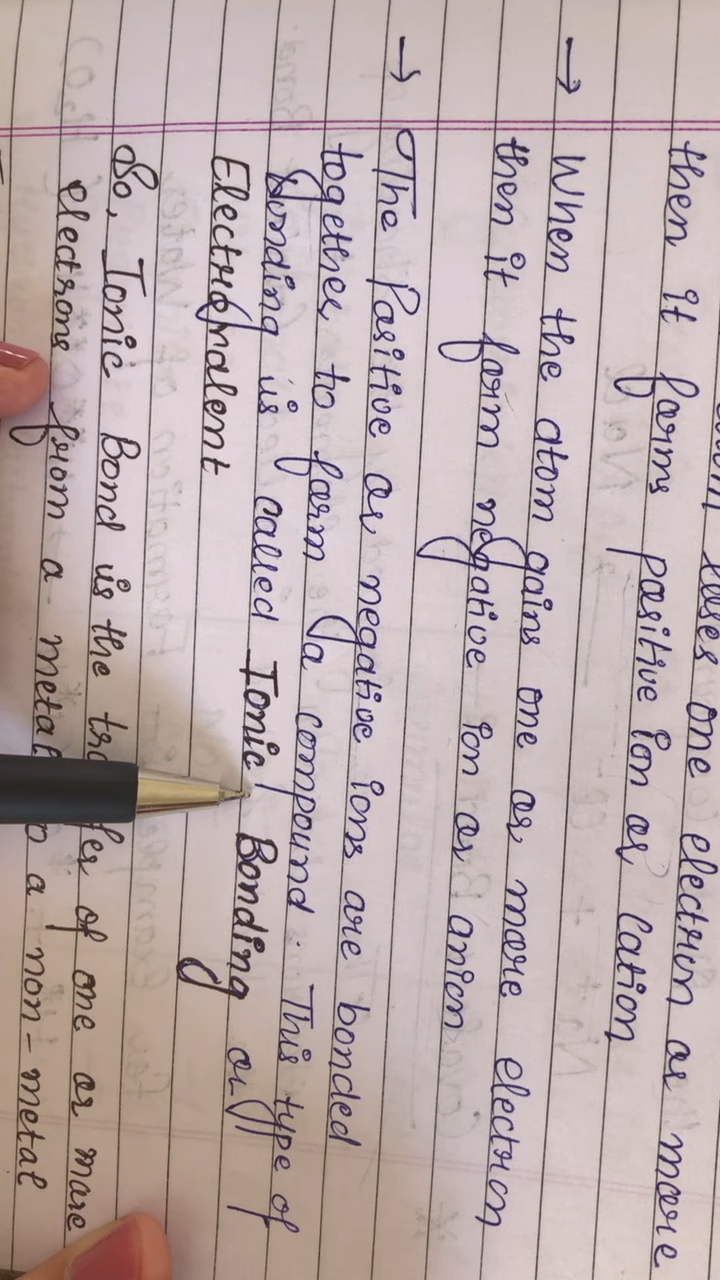 loses one electron or more
then it forms positive ion or cation
→ When the atom gains one or more electron
then it form negative ion or anion
→ The Positive or negative ions are bonded
together to form a compound. This type of
Bonding is called Ionic Bonding or
Electrovalent
So, Ionic Bond is the of one or more
electrons from a metal a non-metal